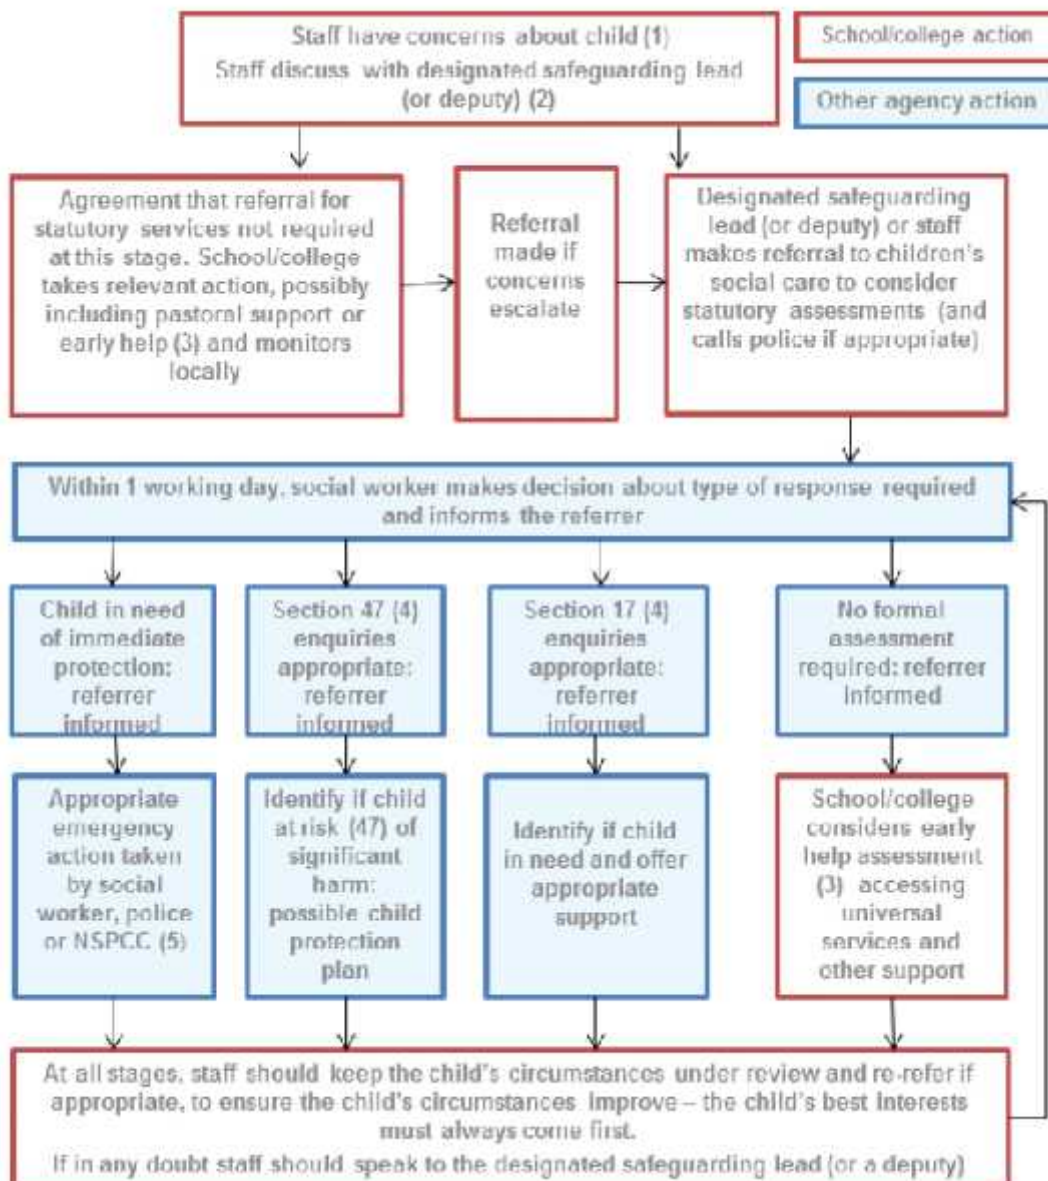 Staff have concerns about child (1)
Staff discuss with designated safeguarding lead
(or deputy) (2)
School/college action
Other agency action
Agreement that referral for
statutory services not required
at this stage. School/college
takes relevant action, possibly
including pastoral support or
early help (3) and monitors
locally
Referral
made if
concerns
escalate
Designated safeguarding
lead (or deputy) or staff
makes referral to children's
social care to consider
statutory assessments (and
calls police if appropriate)
Within 1 working day, social worker makes decision about type of response required
and informs the referrer
Child in need
of immediate
protection:
referrer
informed
Section 47 (4)
enquiries
appropriate:
referrer
informed
Section 17 (4)
enquiries
appropriate:
referrer
informed
No formal
assessment
required: referrer
informed
Appropriate
emergency
action taken
by social
worker, police
or NSPCC (5)
Identify if child
at risk (47) of
significant
harm:
possible child
protection
plan
Identify if child
in need and offer
appropriate
support
School/college
considers early
help assessment
(3) accessing
universal
services and
other support
At all stages, staff should keep the child's circumstances under review and re-refer if
appropriate, to ensure the child's circumstances improve – the child's best interests
must always come first.
If in any doubt staff should speak to the designated safeguarding lead (or a deputy)